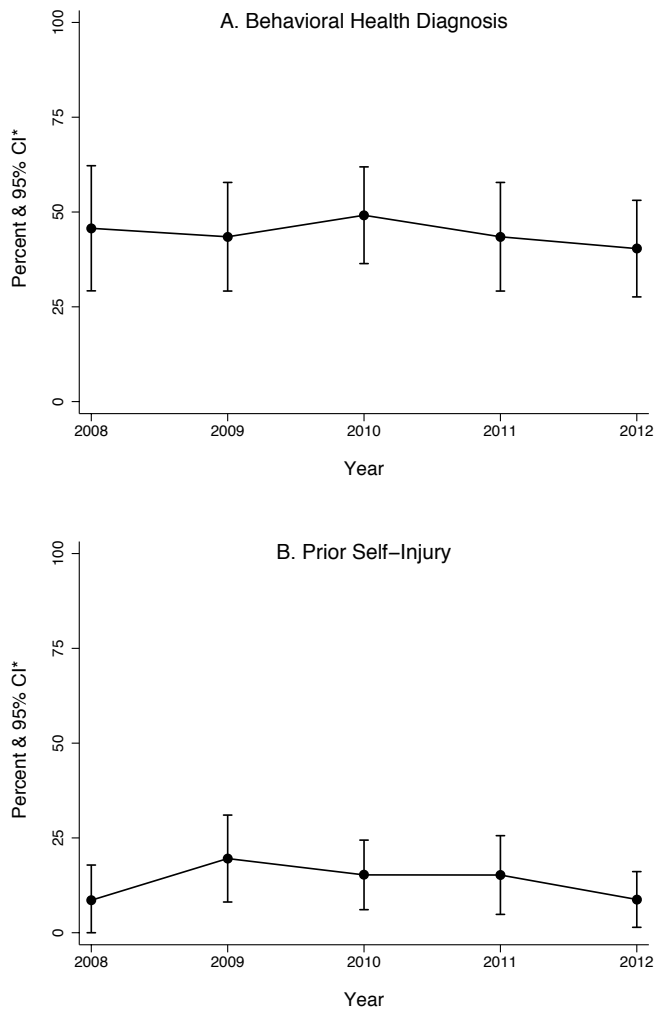 A. Behavioral Health Diagnosis
Percent & 95% CI*
100
75
50
25
0
2008 2009 2010 2011 2012
Year
B. Prior Self−Injury
Percent & 95% CI*
100
75
50
25
0
2008 2009 2010 2011 2012
Year